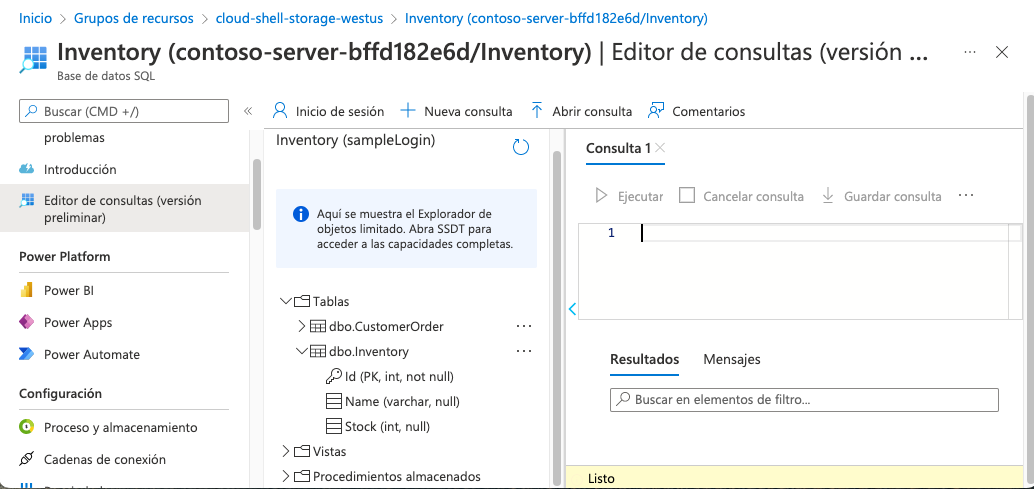 Inicio > Grupos de recursos > cloud-shell-storage-westus > Inventory (contoso-server-bffd182e6d/Inventory)
Inventory (contoso-server-bffd182e6d/Inventory) | Editor de consultas (versión ...
Base de datos SQL
Buscar (CMD +/)
problemas
Introducción
Editor de consultas (versión
preliminar)
Power Platform
Power BI
Power Apps
Power Automate
Configuración
Proceso y almacenamiento
Cadenas de conexión
Inicio de sesión
Nueva consulta
Abrir consulta
Comentarios
Inventory (sampleLogin)
Aquí se muestra el Explorador de
objetos limitado. Abra SSDT para
acceder a las capacidades completas.
Tablas
dbo.CustomerOrder
dbo.Inventory
Id (PK, int, not null)
Name (varchar, null)
Stock (int, null)
Vistas
Procedimientos almacenados
Consulta 1
Ejecutar
Cancelar consulta
Guardar consulta
1
Resultados
Mensajes
Buscar en elementos de filtro...
Listo